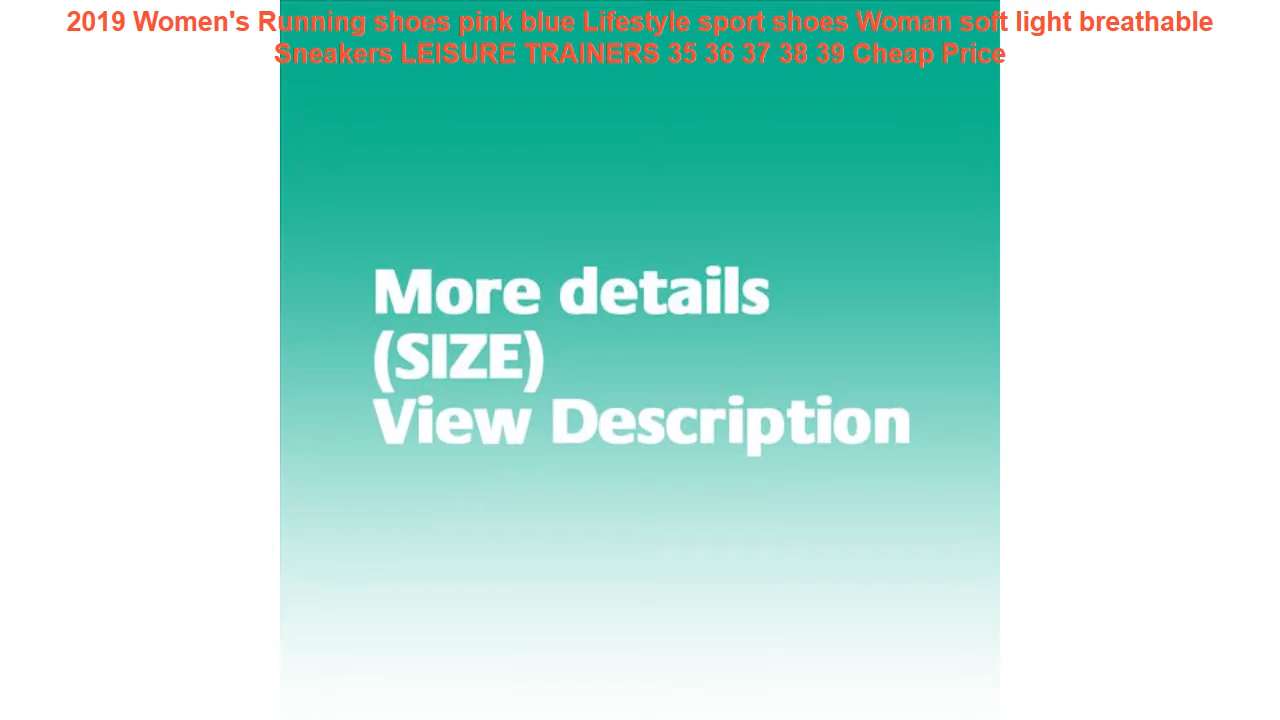 2019 Women's Running shoes pink blue Lifestyle sport shoes Woman soft light breathable
Sneakers LEISURE TRAINERS 35 36 37 38 39 Cheap Price
More details
(SIZE)
View Description